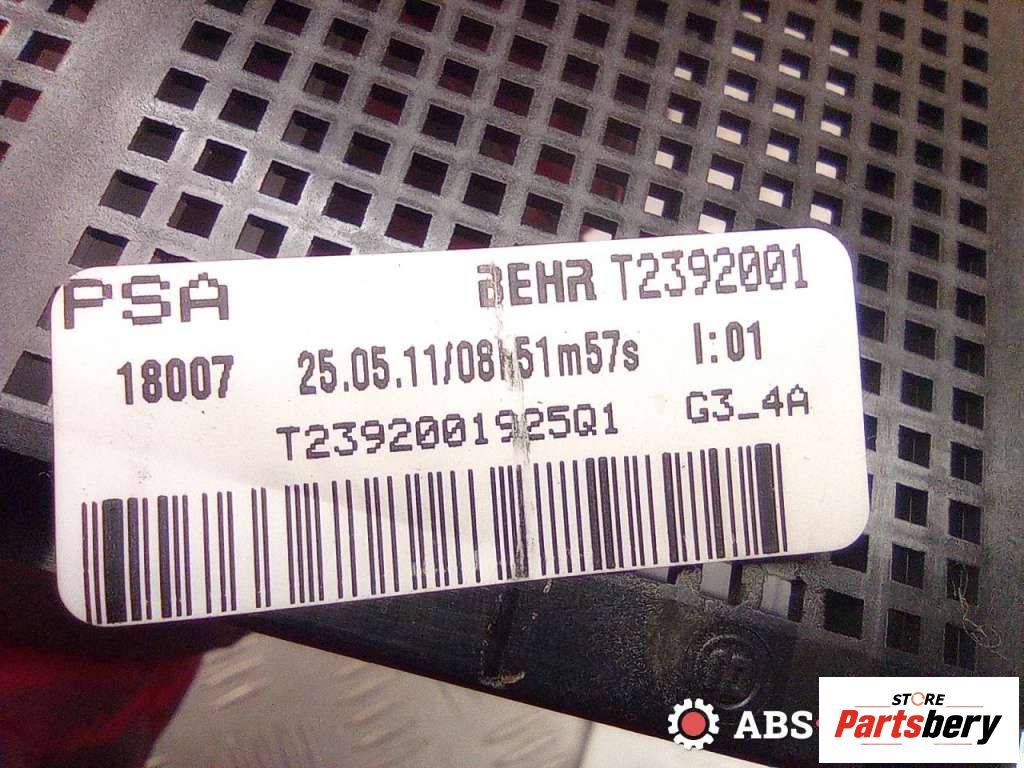 PSA BEHR T2392001
18007 25.05.11/08h51m57s I:01
T2392001925Q1 G3_4A
ABS-
STORE
Partsbery